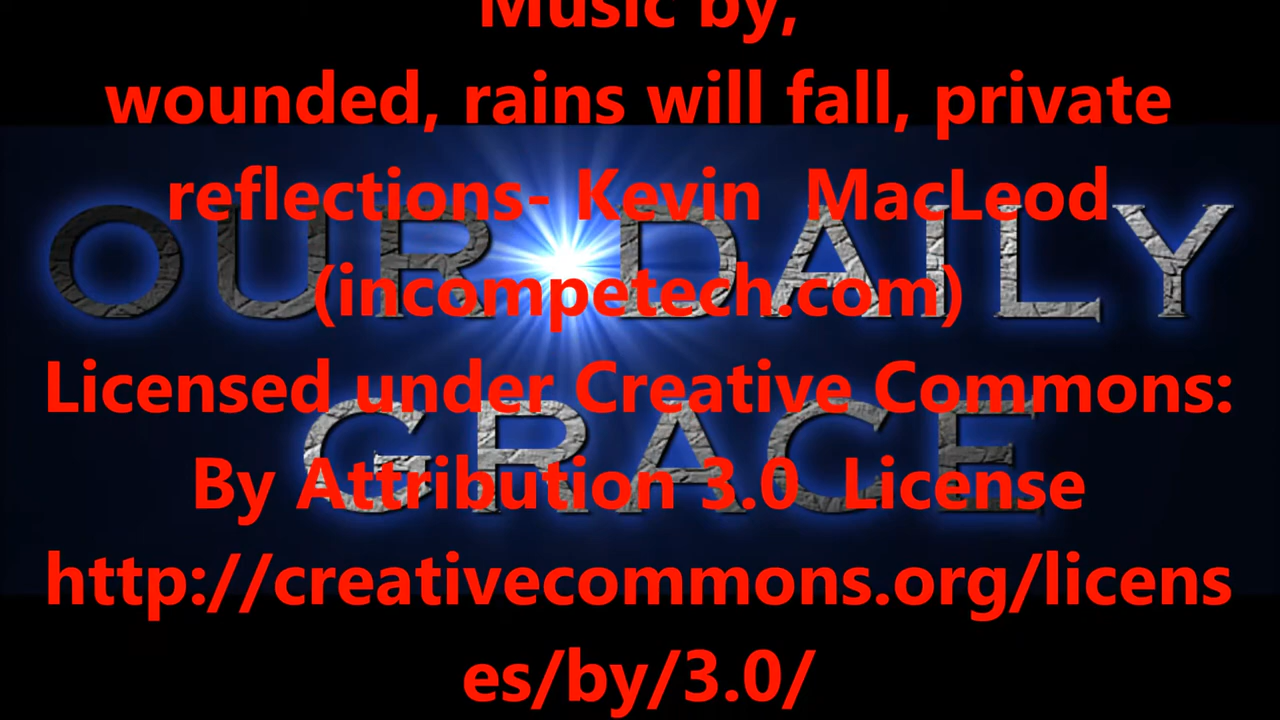 Music by,
wounded, rains will fall, private
reflections- Kevin  MacLeod
(incompetech.com)
Licensed under Creative Commons:
By Attribution 3.0  License
http://creativecommons.org/licens
es/by/3.0/
OUR DAILY
GRACE